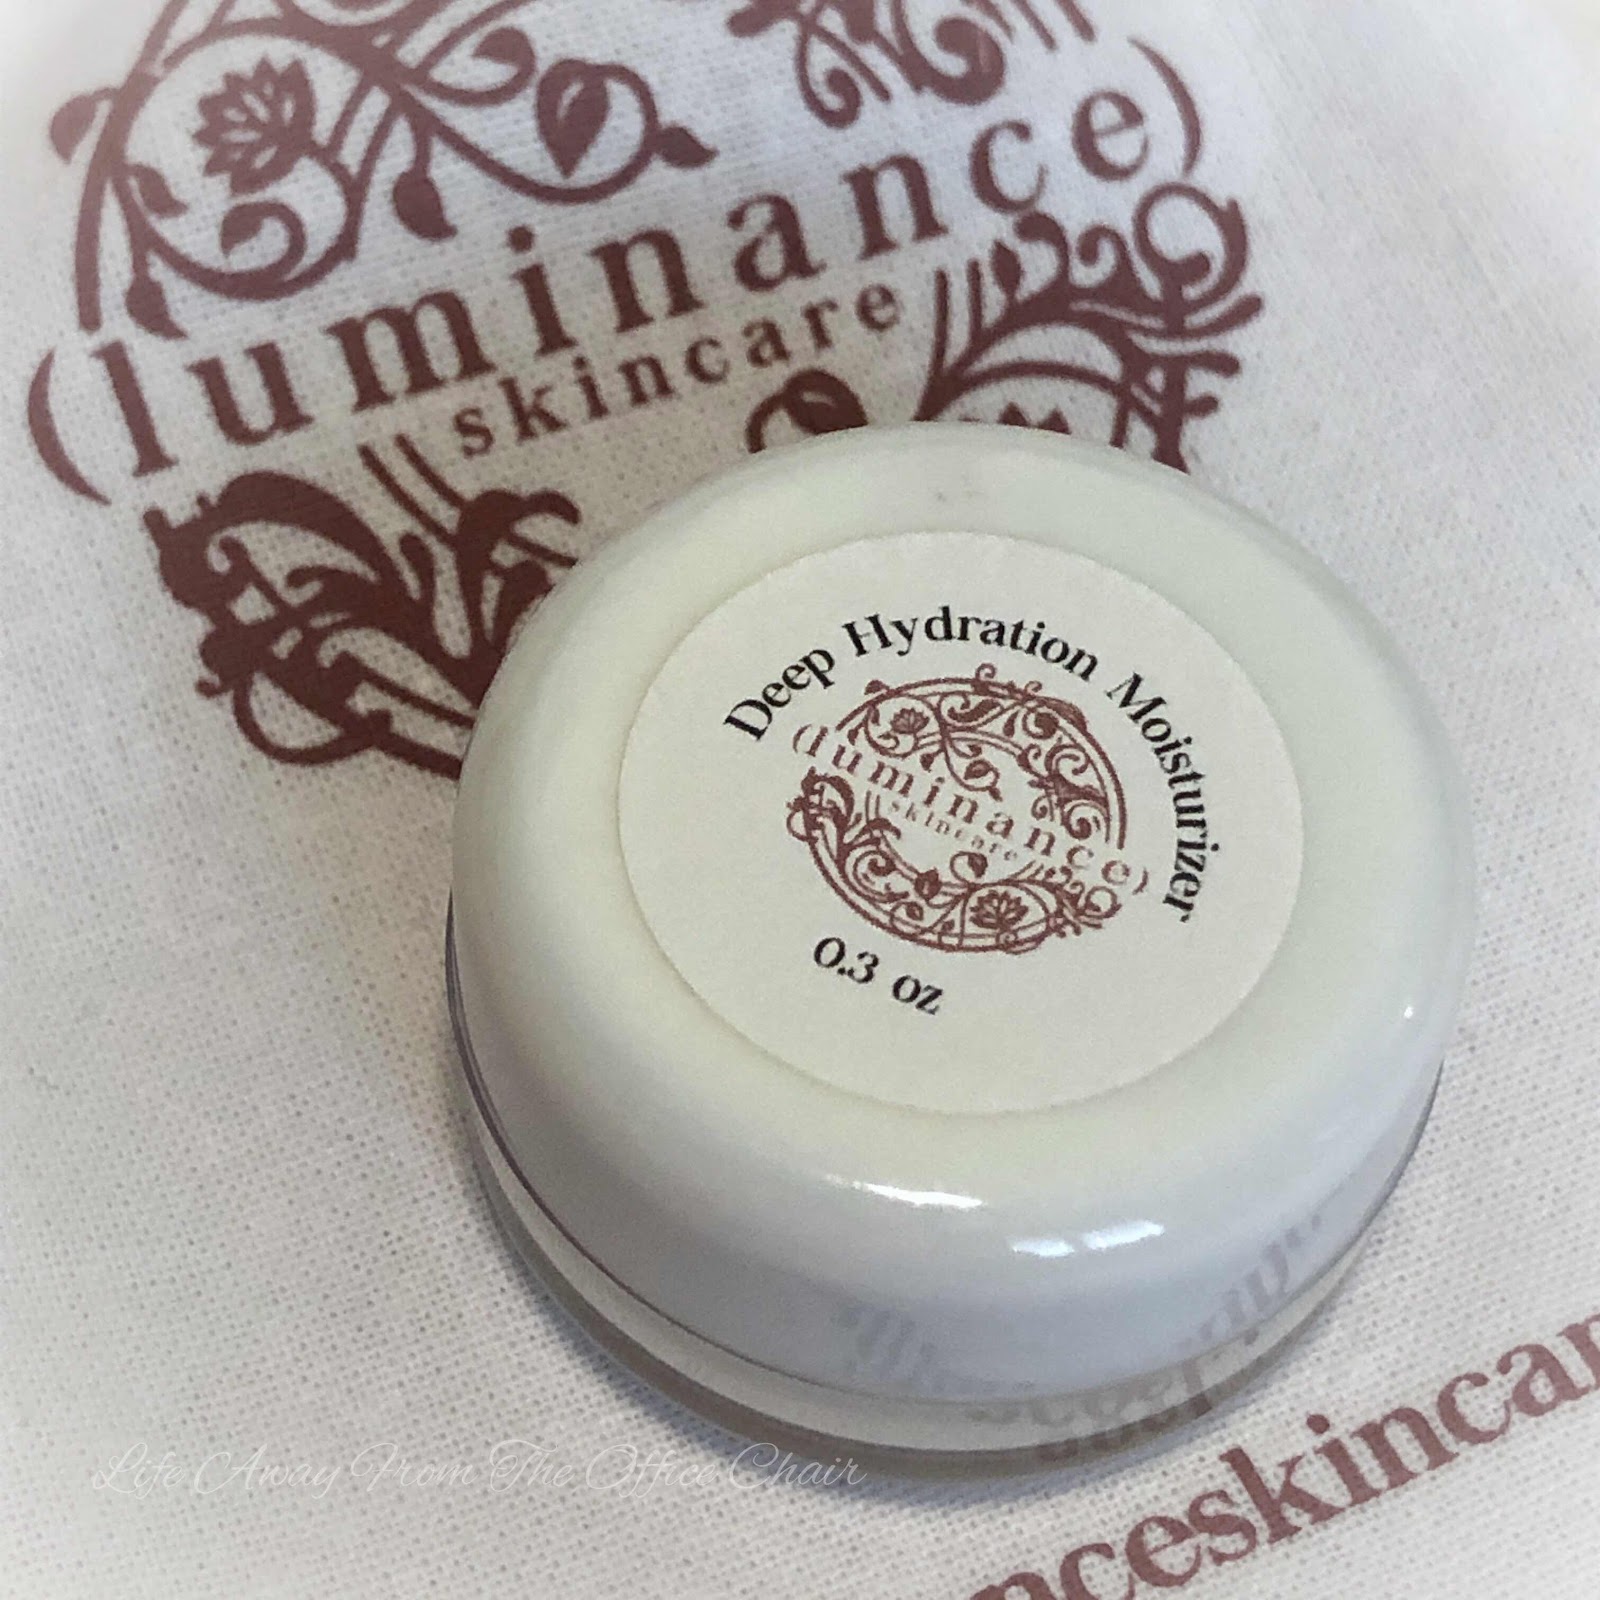 (luminance)
skincare
Deep Hydration Moisturizer
(luminance)
skincare
0.3 oz
Life Away From The Office Chair
nceskincar